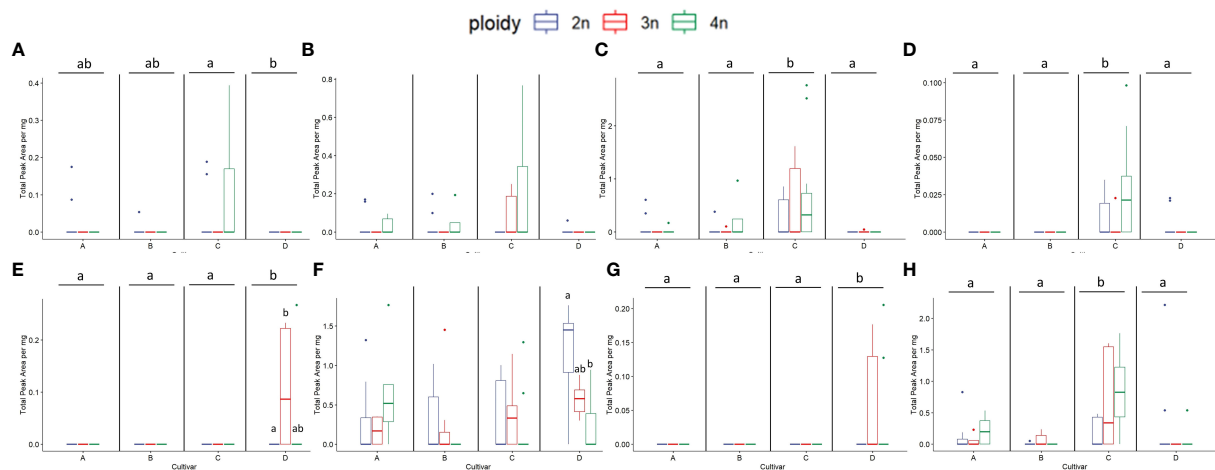 ploidy 2n 3n 4n
A B C D
ab ab a b
a a b a
a a b a
Total Peak Area per mg
0.4
0.3
0.2
0.1
0.0
A B C D
Total Peak Area per mg
0.8
0.6
0.4
0.2
0.0
A B C D
Total Peak Area per mg
2
1
0
A B C D
Total Peak Area per mg
0.100
0.075
0.050
0.025
0.000
A B C D
E F G H
a a a b
a a a b
a a b a
Total Peak Area per mg
0.2
0.1
0.0
b
a ab
A B C D
Cultivar
Total Peak Area per mg
1.5
1.0
0.5
0.0
a
ab b
A B C D
Cultivar
Total Peak Area per mg
0.20
0.15
0.10
0.05
0.00
A B C D
Cultivar
Total Peak Area per mg
2.0
1.5
1.0
0.5
0.0
A B C D
Cultivar